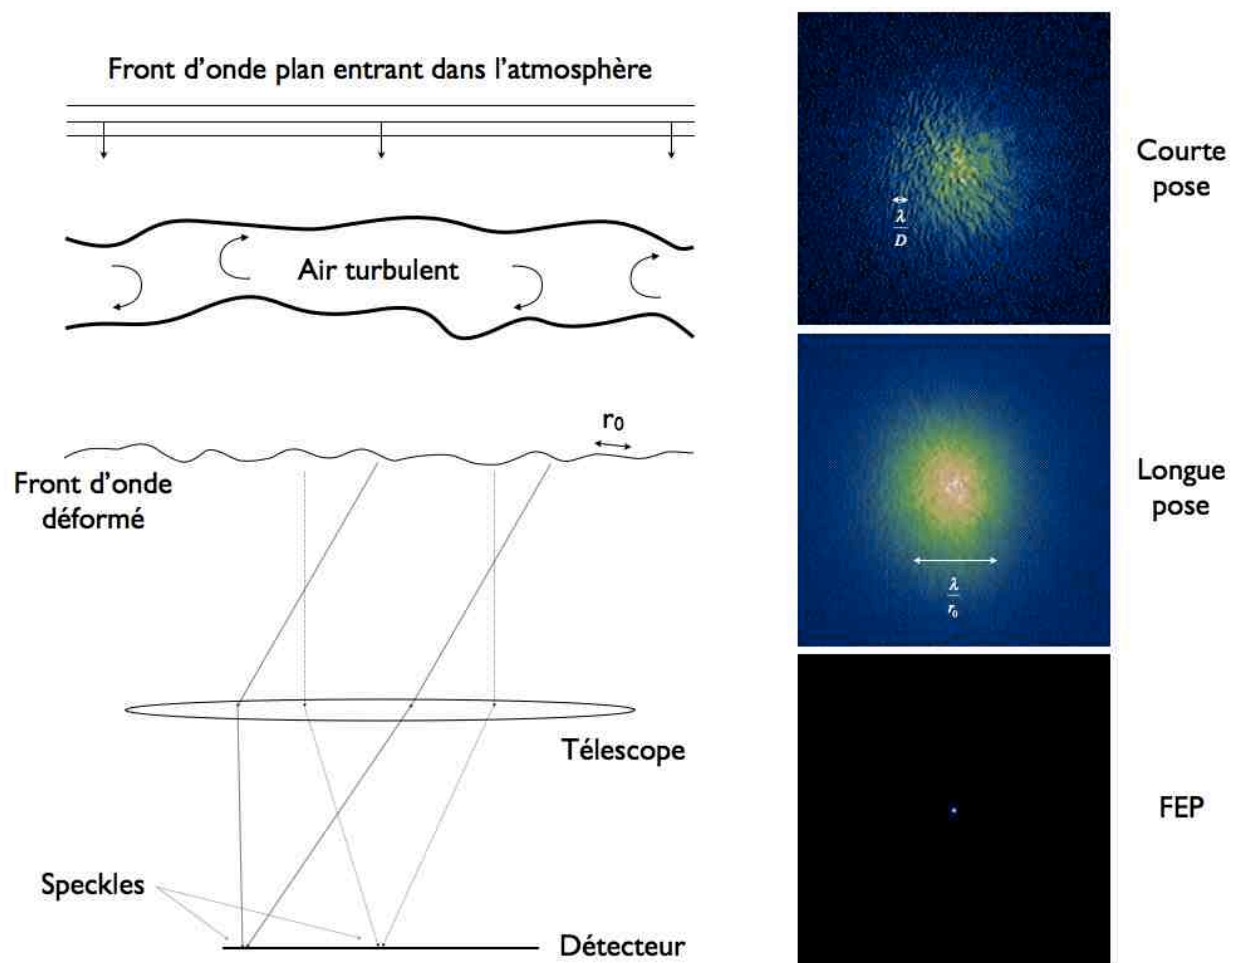 Front d'onde plan entrant dans l'atmosphère
Air turbulent
r₀
Front d'onde
déformé
Télescope
Speckles
Détecteur
λ
D
Courte
pose
λ
r₀
Longue
pose
FEP